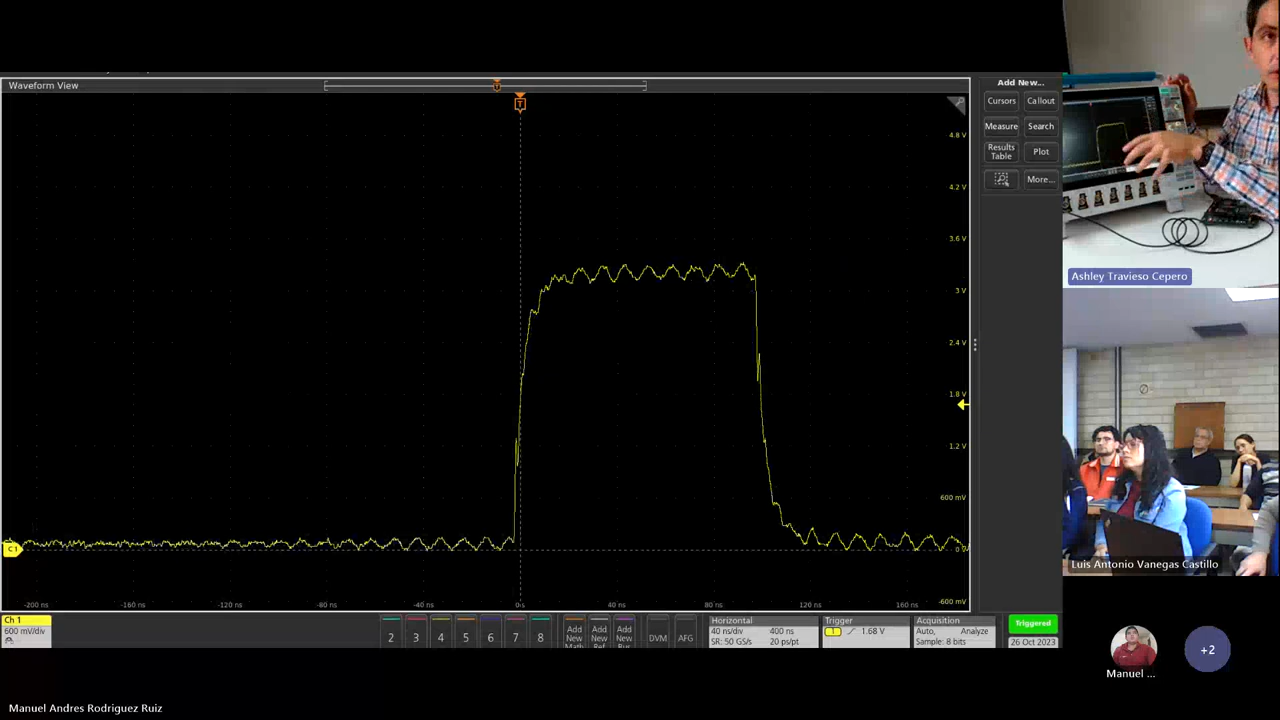 Waveform View
T
T
4.8 V
4.2 V
3.6 V
3 V
2.4 V
1.8 V
1.2 V
600 mV
-600 mV
C1
-200 ns
-160 ns
-120 ns
-80 ns
-40 ns
0 s
40 ns
80 ns
120 ns
160 ns
Add New...
Cursors
Callout
Measure
Search
Results
Table
Plot
More...
Ch 1
600 mV/div
2
3
4
5
6
7
8
Add
New
Math
Add
New
Ref
Add
New
DVM
AFG
Horizontal
40 ns/div 400 ns
SR: 50 GS/s 20 ps/pt
Trigger
1 1.68 V
Acquisition
Auto, Analyze
Sample: 8 bits
Triggered
26 Oct 2023
Ashley Travieso Cepero
Luis Antonio Vanegas Castillo
Manuel ...
+2
Manuel Andres Rodriguez Ruiz